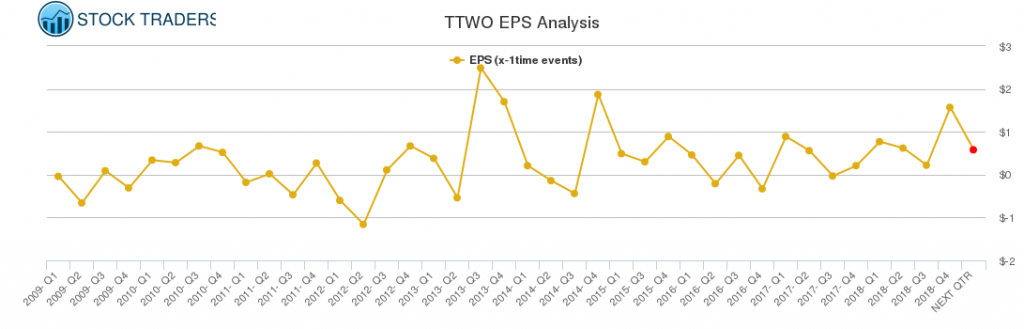 STOCK TRADERS
TTWO EPS Analysis
EPS (x-1time events)
$3
$2
$1
$0
$-1
$-2
2009- Q1
2009- Q2
2009- Q3
2009- Q4
2010- Q1
2010- Q2
2010- Q3
2010- Q4
2011- Q1
2011- Q2
2011- Q3
2011- Q4
2012- Q1
2012- Q2
2012- Q3
2012- Q4
2013- Q1
2013- Q2
2013- Q3
2013- Q4
2014- Q1
2014- Q2
2014- Q3
2014- Q4
2015- Q1
2015- Q3
2015- Q4
2016- Q1
2016- Q2
2016- Q3
2016- Q4
2017- Q1
2017- Q2
2017- Q3
2017- Q4
2018- Q1
2018- Q2
2018- Q3
2018- Q4
NEXT QTR